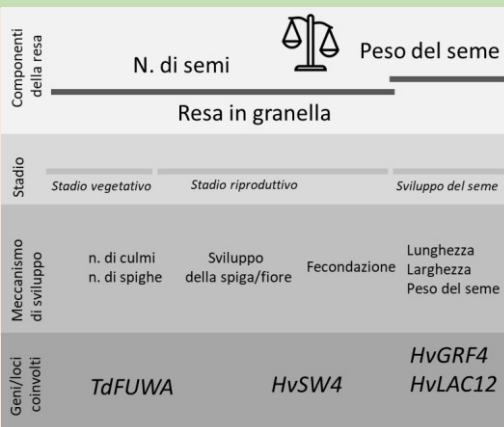 Componenti
della resa
N. di semi
Peso del seme
Resa in granella
Stadio
Stadio vegetativo
Stadio riproduttivo
Sviluppo del seme
Meccanismo
di sviluppo
n. di culmi
n. di spighe
Sviluppo
della spiga/fiore
Fecondazione
Lunghezza
Larghezza
Peso del seme
Geni/loci
coinvolti
TdFUWA
HvSW4
HvGRF4
HvLAC12